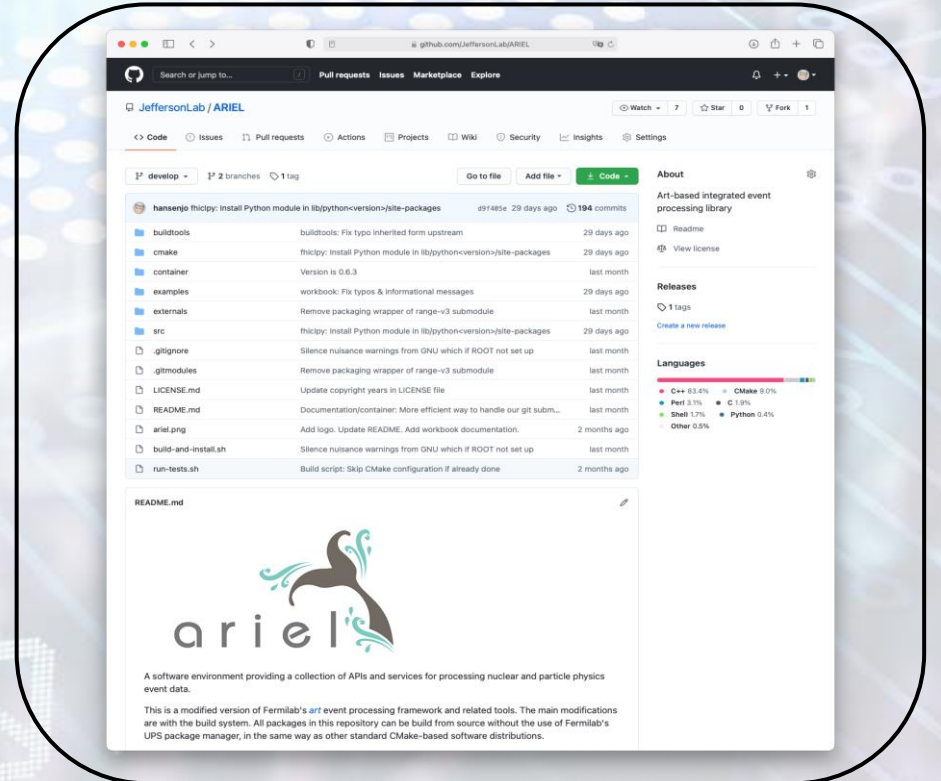 github.com/JeffersonLab/ARIEL
Search or jump to... / Pull requests Issues Marketplace Explore
JeffersonLab / ARIEL Watch 7 Star 0 Fork 1
<> Code Issues Pull requests Actions Projects Wiki Security Insights Settings
develop 2 branches 1 tag Go to file Add file Code
hansenjo fhiclpy: Install Python module in lib/python<version>/site-packages d9f405e 29 days ago 194 commits
buildtools buildtools: Fix typo inherited form upstream 29 days ago
cmake fhiclpy: Install Python module in lib/python<version>/site-packages 29 days ago
container Version is 0.6.3 last month
examples workbook: Fix typos & informational messages 29 days ago
externals Remove packaging wrapper of range-v3 submodule last month
src fhiclpy: Install Python module in lib/python<version>/site-packages 29 days ago
.gitignore Silence nuisance warnings from GNU which if ROOT not set up last month
.gitmodules Remove packaging wrapper of range-v3 submodule last month
LICENSE.md Update copyright years in LICENSE file last month
README.md Documentation/container: More efficient way to handle our git subm... last month
ariel.png Add logo. Update README. Add workbook documentation. 2 months ago
build-and-install.sh Silence nuisance warnings from GNU which if ROOT not set up last month
run-tests.sh Build script: Skip CMake configuration if already done 2 months ago
About
Art-based integrated event
processing library
Readme
View license
Releases
1 tags
Create a new release
Languages
C++ 83.4% CMake 9.0%
Perl 3.1% C 1.9%
Shell 1.7% Python 0.4%
Other 0.5%
README.md
ariel
A software environment providing a collection of APIs and services for processing nuclear and particle physics
event data.
This is a modified version of Fermilab's art event processing framework and related tools. The main modifications
are with the build system. All packages in this repository can be build from source without the use of Fermilab's
UPS package manager, in the same way as other standard CMake-based software distributions.